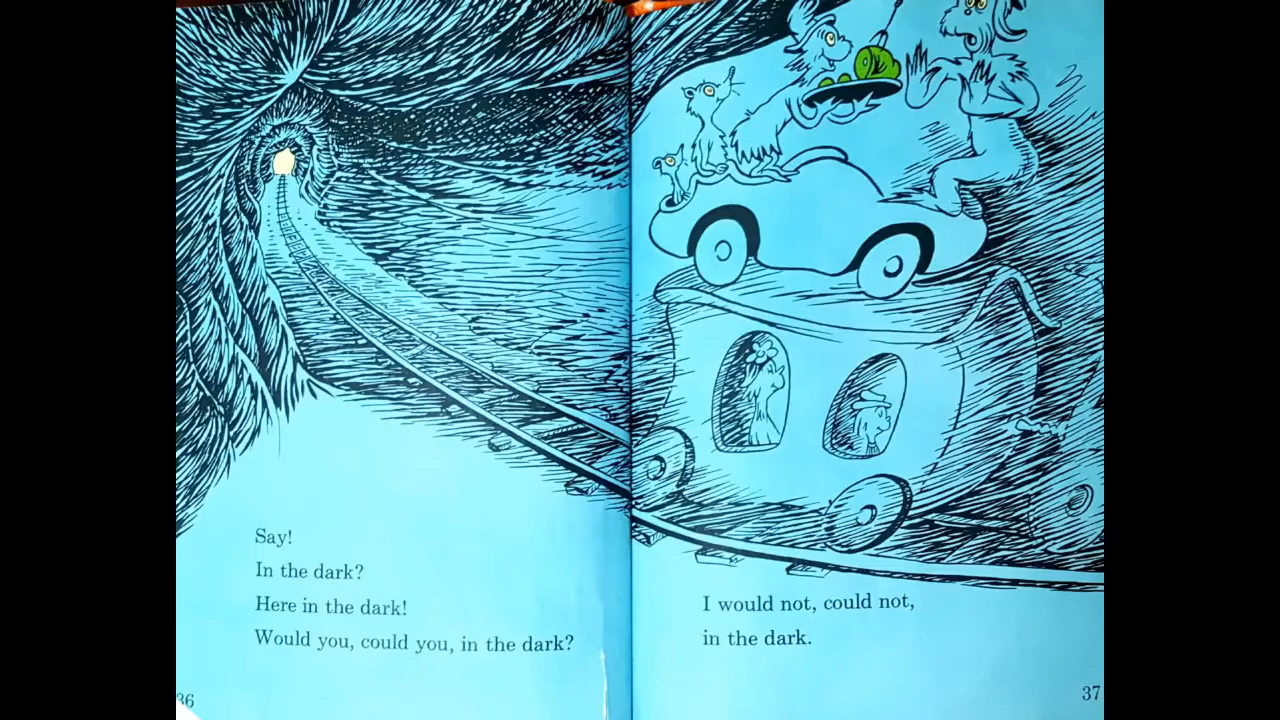 Say!
In the dark?
Here in the dark!
Would you, could you, in the dark?
36
I would not, could not,
in the dark.
37